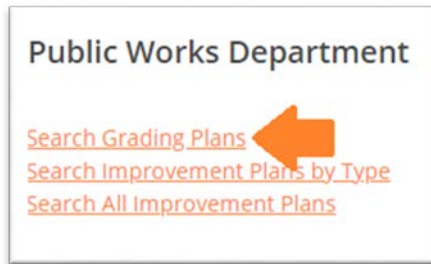 Public Works Department
Search Grading Plans
Search Improvement Plans by Type
Search All Improvement Plans